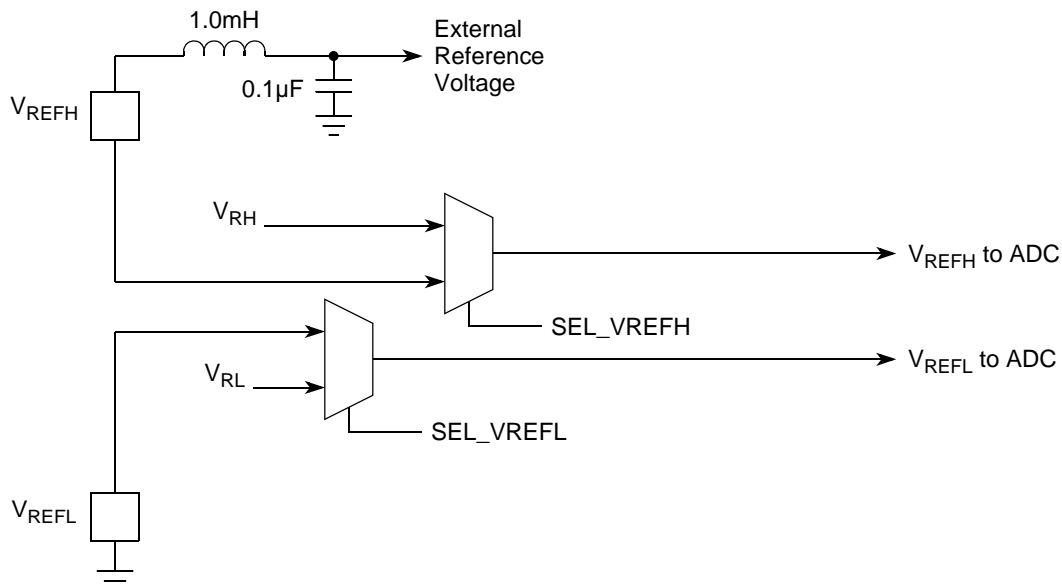 1.0mH
External
Reference
Voltage
0.1µF
VREFH
VRH
VREFH to ADC
SEL_VREFH
VREFL to ADC
VRL
SEL_VREFL
VREFL